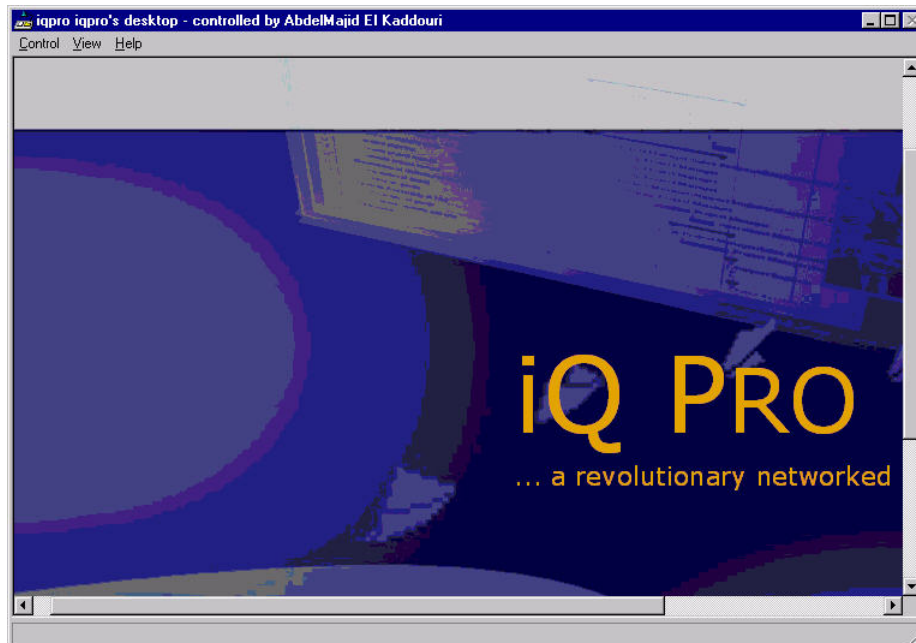 iqpro iqpro's desktop - controlled by AbdelMajid El Kaddouri
Control View Help
iQ PRO
... a revolutionary networked